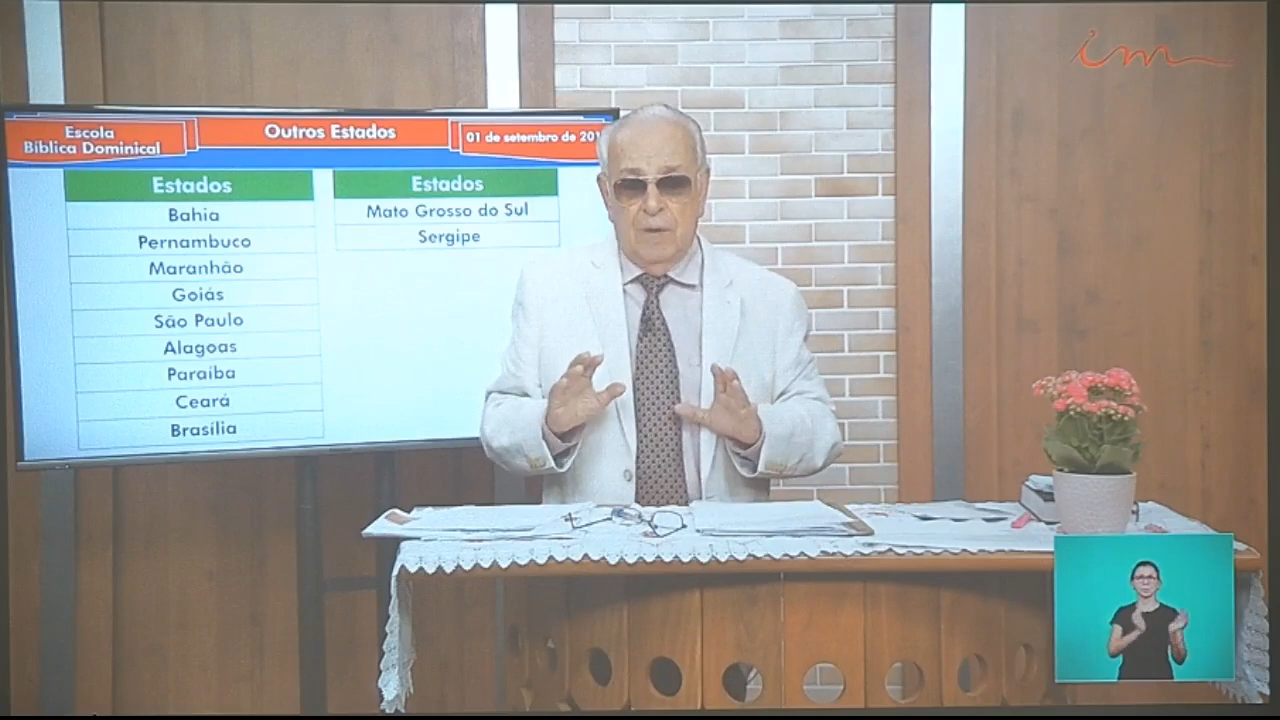 Escola
Bíblica Dominical
Outros Estados
01 de setembro de 201
Estados
Bahia
Pernambuco
Maranhão
Goiás
São Paulo
Alagoas
Paraíba
Ceará
Brasília
Estados
Mato Grosso do Sul
Sergipe
im